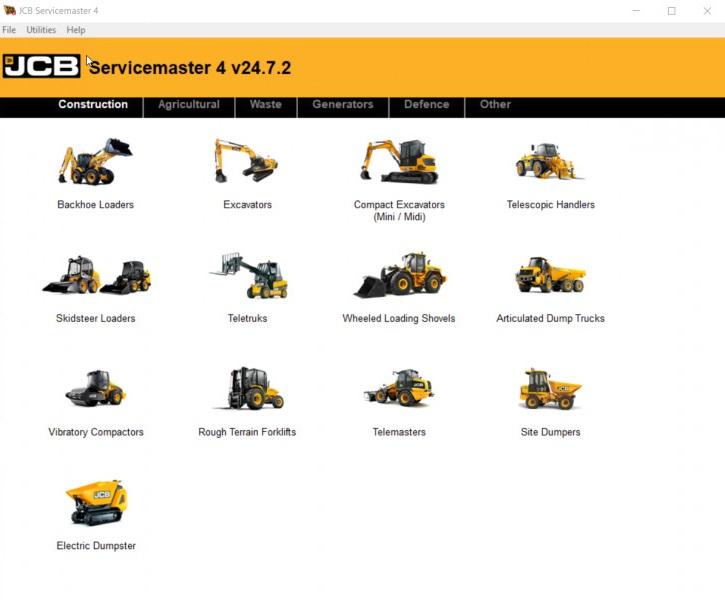 JCB Servicemaster 4
File Utilities Help
JCB Servicemaster 4 v24.7.2
Construction Agricultural Waste Generators Defence Other
Backhoe Loaders
Excavators
Compact Excavators
(Mini / Midi)
Telescopic Handlers
Skidsteer Loaders
Teletruks
Wheeled Loading Shovels
Articulated Dump Trucks
Vibratory Compactors
Rough Terrain Forklifts
Telemasters
Site Dumpers
JCB
Electric Dumpster